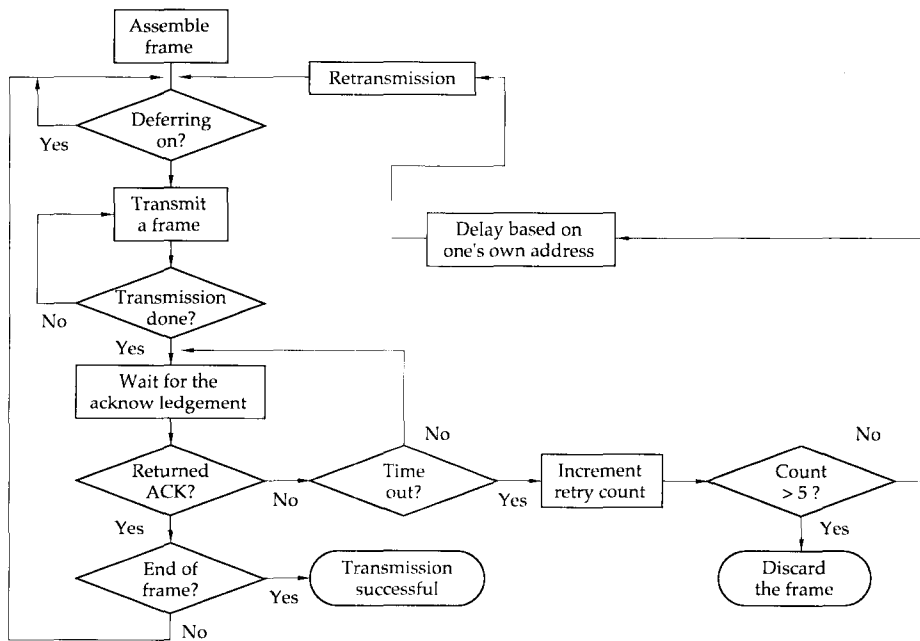 Assemble
frame
Retransmission
Deferring
on?
Yes
Transmit
a frame
Delay based on
one's own address
Transmission
done?
No
Yes
Wait for the
acknow ledgement
No
No
Returned
ACK?
No
Time
out?
Yes
Increment
retry count
Count
> 5 ?
Yes
Yes
End of
frame?
Yes
Transmission
successful
Discard
the frame
No